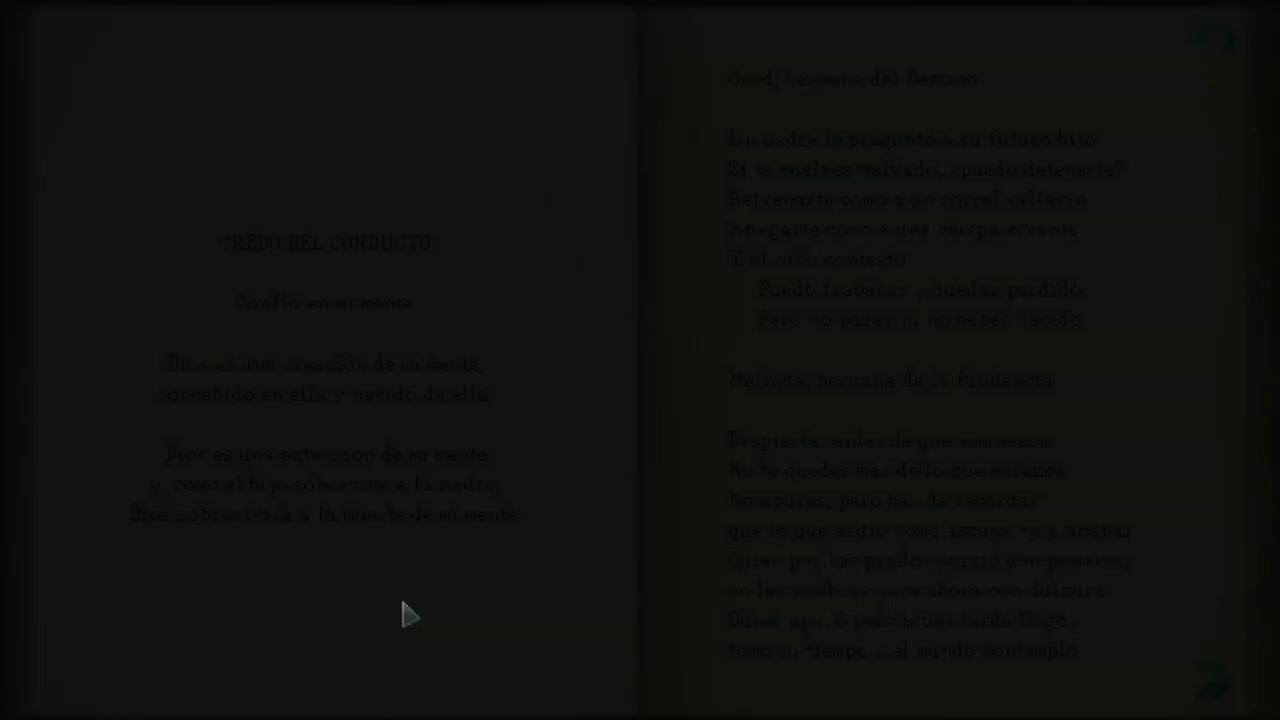 CREDO DEL CONDUCTO
Confío en mi mente
Dios es una creación de mi mente,
concebido en ella y nacido de ella
Dios es una extensión de mi mente
y, como el hijo sobrevive a la madre,
Dios sobrevivirá a la muerte de mi mente
Gerd, hermana del Destino
Un padre le preguntó a su futuro hijo
Si te vuelves malvado, ¿puedo detenerte?
Refrenarte como a un corcel saltarín
Apagarte como a una chispa errante
Y el niño contestó
Puedo fracasar y quedar perdido,
Pero no parar ni no haber nacido
Melinda, hermana de la Prudencia
Despierta, antes de que amanezca
No te quedes más de lo que merezca
No apures, pero has de recordar
que lo que ardió como ascuas va a acabar
Quien por las prados corrió con premura,
en las sombras yace ahora con dulzura
Quien apuró pero igual tarde llegó,
tomó su tiempo y el mundo contempló